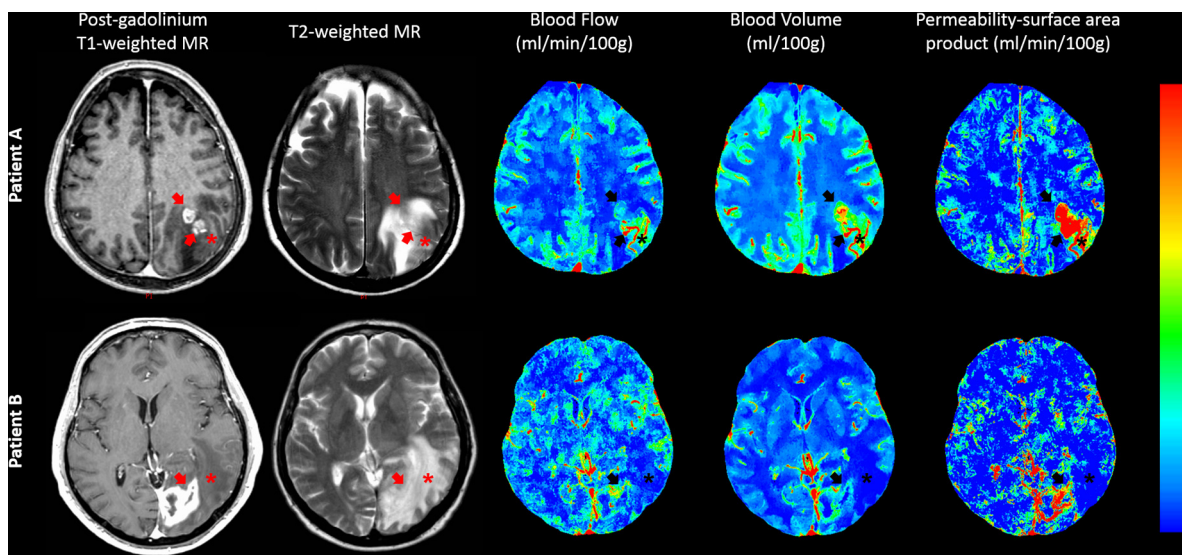 Post-gadolinium
T1-weighted MR
T2-weighted MR
Blood Flow
(ml/min/100g)
Blood Volume
(ml/100g)
Permeability-surface area
product (ml/min/100g)
Patient A
*
*
*
*
*
Patient B
*
*
*
*
*